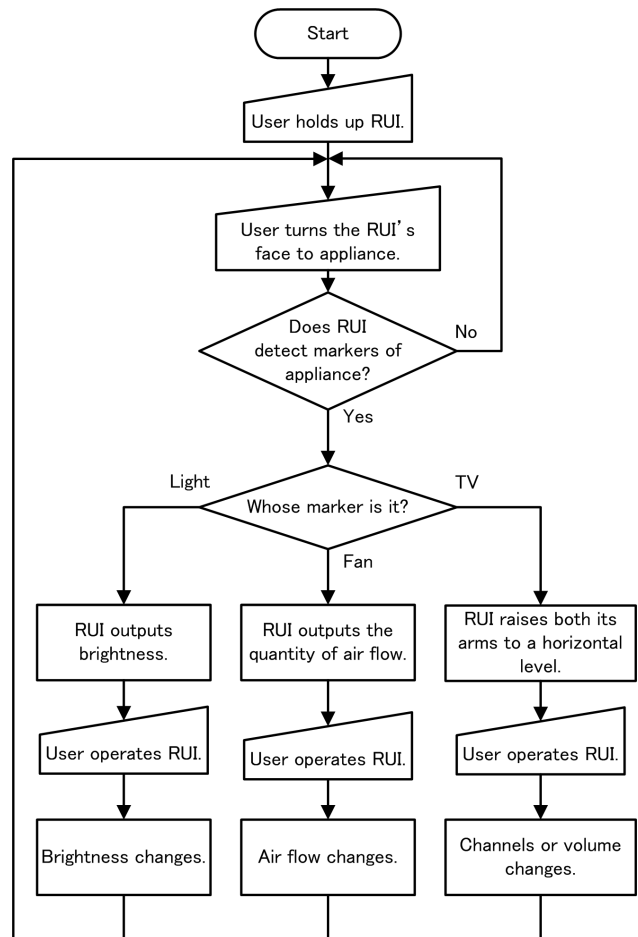 Start
User holds up RUI.
User turns the RUI's
face to appliance.
Does RUI
detect markers of
appliance?
No
Yes
Light
Whose marker is it?
TV
Fan
RUI outputs
brightness.
RUI outputs the
quantity of air flow.
RUI raises both its
arms to a horizontal
level.
User operates RUI.
User operates RUI.
User operates RUI.
Brightness changes.
Air flow changes.
Channels or volume
changes.